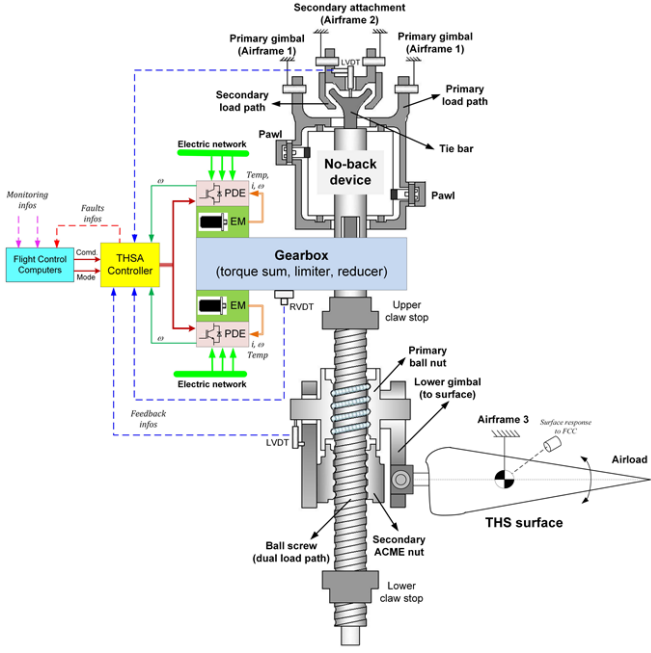 Secondary attachment
(Airframe 2)
Primary gimbal
(Airframe 1)
Primary gimbal
(Airframe 1)
LVDT
Secondary
load path
Primary
load path
Tie bar
Pawl
Pawl
No-back
device
Electric network
Temp,
i, ω
ω
PDE
EM
Monitoring
infos
Faults
infos
Flight Control
Computers
Comd.
Mode
THSA
Controller
Gearbox
(torque sum, limiter, reducer)
EM
RVDT
PDE
ω
i, ω
Temp
Electric network
Upper
claw stop
Primary
ball nut
Lower gimbal
(to surface)
Feedback
infos
LVDT
Airframe 3
Surface response
to FCC
Airload
THS surface
Ball screw
(dual load path)
Secondary
ACME nut
Lower
claw stop